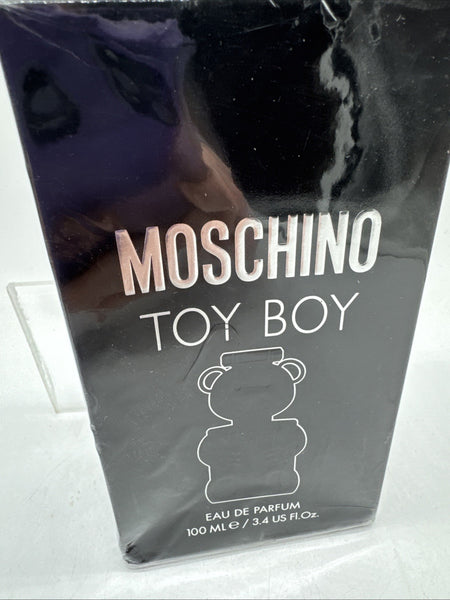 MOSCHINO
TOY BOY
EAU DE PARFUM
100 ML ℮ / 3.4 US Fl.Oz.